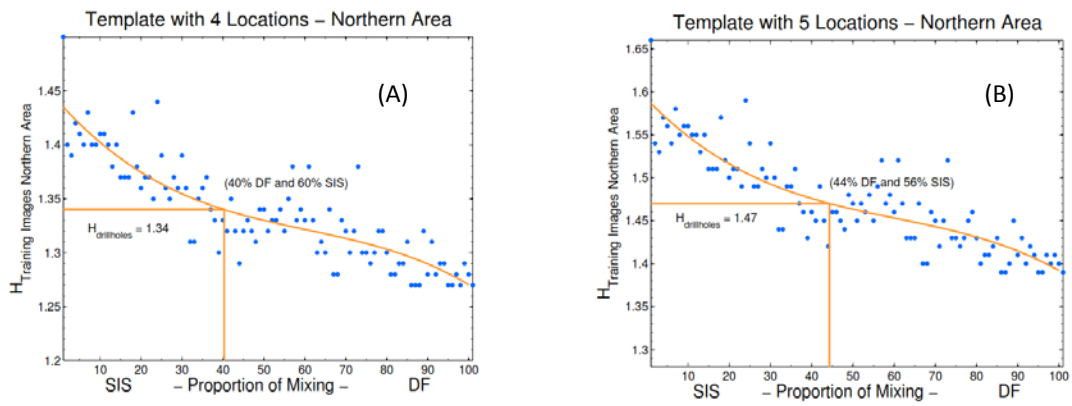 Template with 4 Locations – Northern Area
(A)
(40% DF and 60% SIS)
H drillholes = 1.34
H Training Images Northern Area
1.45
1.4
1.35
1.3
1.25
1.2
10 20 30 40 50 60 70 80 90 100
SIS – Proportion of Mixing – DF
Template with 5 Locations – Northern Area
(B)
(44% DF and 56% SIS)
H drillholes = 1.47
H Training Images Northern Area
1.65
1.6
1.55
1.5
1.45
1.4
1.35
1.3
10 20 30 40 50 60 70 80 90 100
SIS – Proportion of Mixing – DF